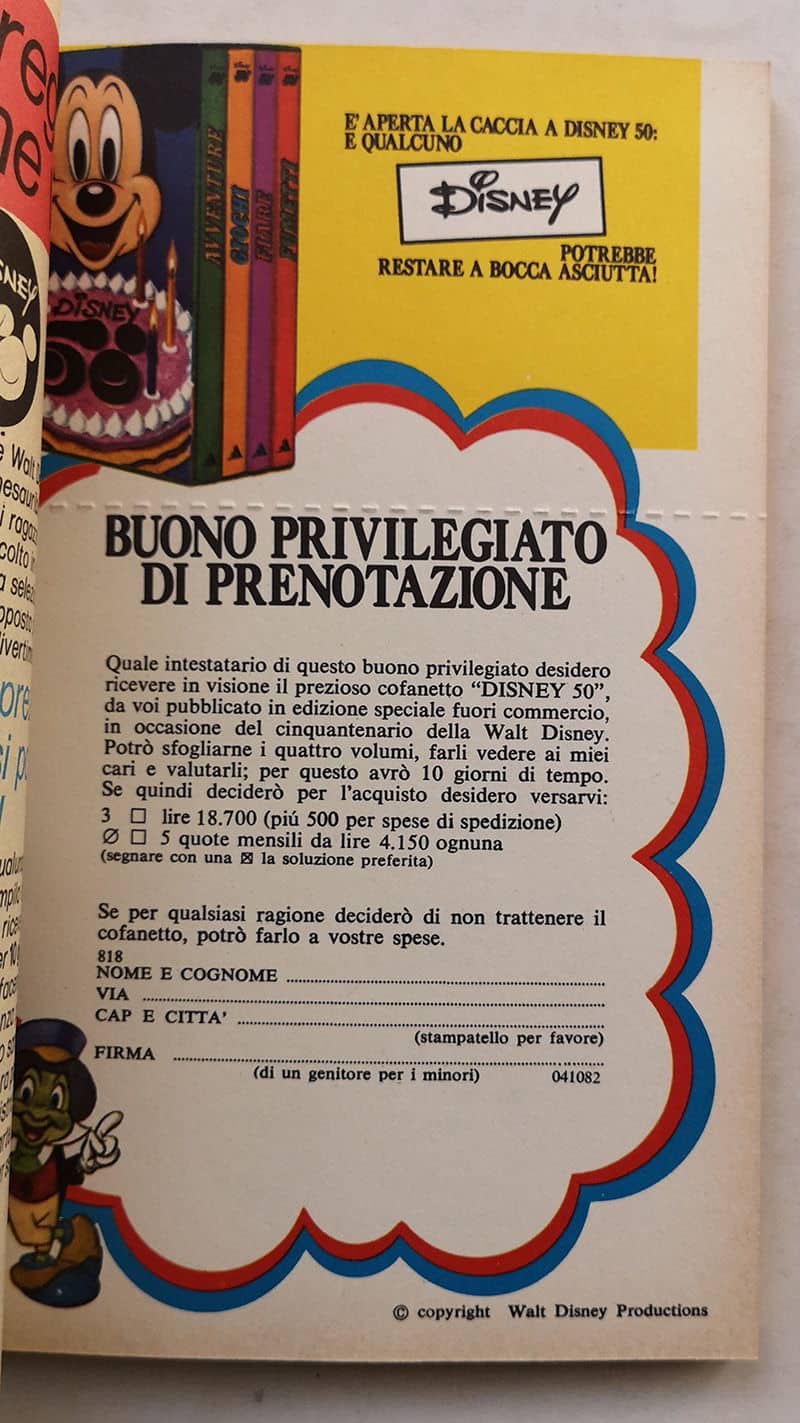 AVVENTURE
GIOCHI
FIABE
FUMETTI
DISNEY
50
E' APERTA LA CACCIA A DISNEY 50:
E QUALCUNO
DISNEY
POTREBBE
RESTARE A BOCCA ASCIUTTA!
BUONO PRIVILEGIATO
DI PRENOTAZIONE
Quale intestatario di questo buono privilegiato desidero
ricevere in visione il prezioso cofanetto “DISNEY 50”,
da voi pubblicato in edizione speciale fuori commercio,
in occasione del cinquantenario della Walt Disney.
Potrò sfogliarne i quattro volumi, farli vedere ai miei
cari e valutarli; per questo avrò 10 giorni di tempo.
Se quindi deciderò per l'acquisto desidero versarvi:
3 ☐ lire 18.700 (piú 500 per spese di spedizione)
Ø ☐ 5 quote mensili da lire 4.150 ognuna
(segnare con una ☒ la soluzione preferita)
Se per qualsiasi ragione deciderò di non trattenere il
cofanetto, potrò farlo a vostre spese.
818
NOME E COGNOME
VIA
CAP E CITTA'
(stampatello per favore)
FIRMA
(di un genitore per i minori) 041082
© copyright Walt Disney Productions